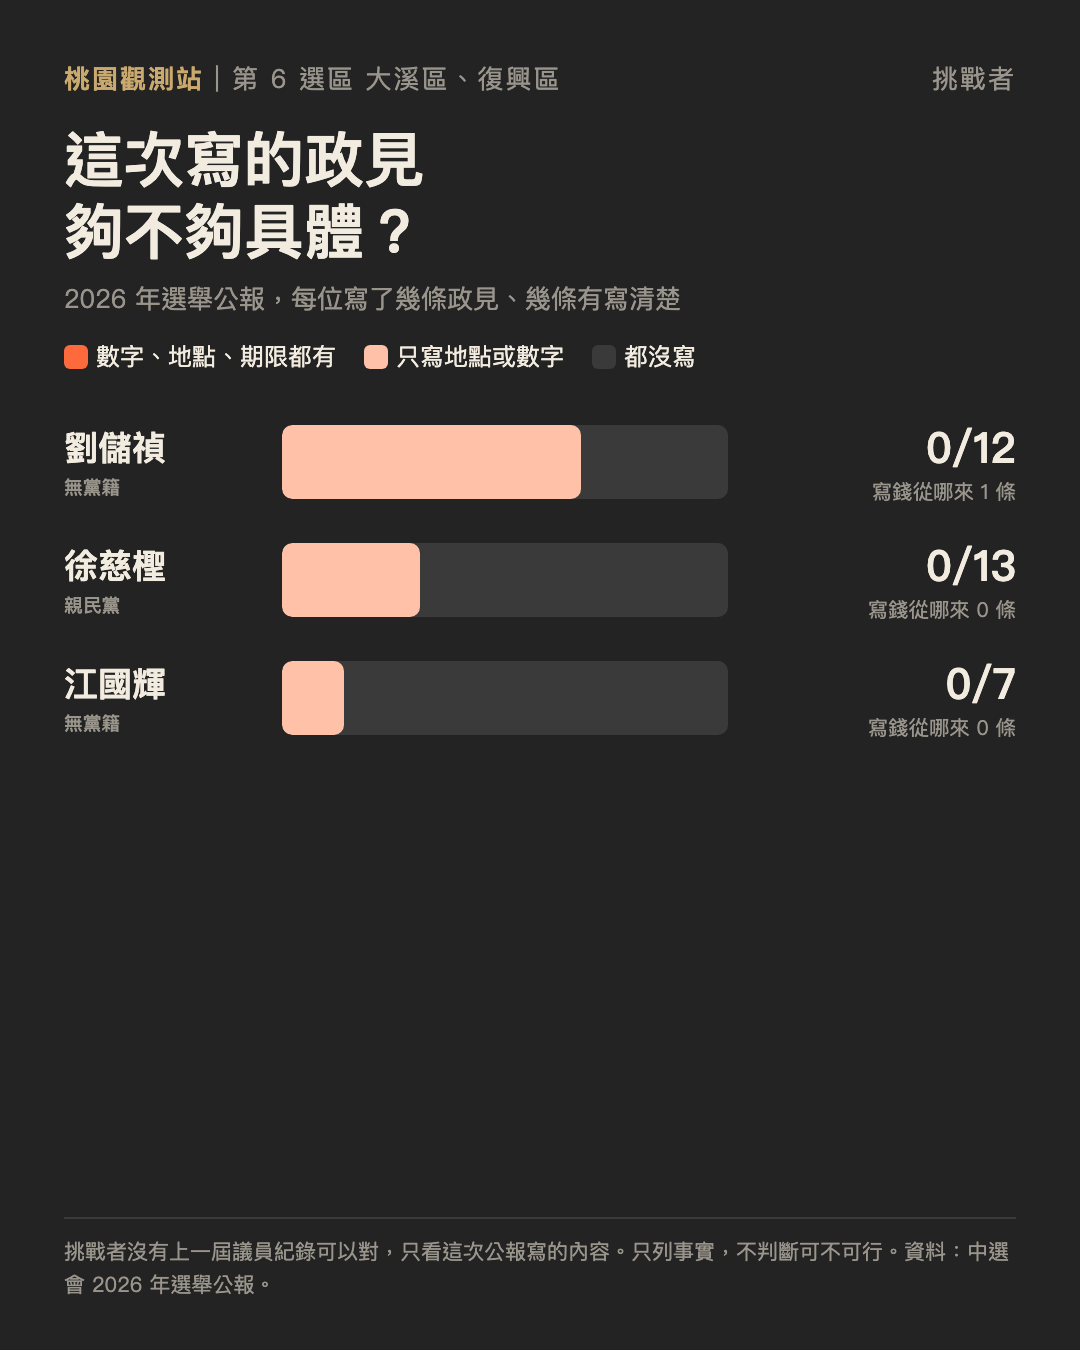 桃園觀測站｜第 6 選區 大溪區、復興區
挑戰者
這次寫的政見
夠不夠具體？
2026 年選舉公報，每位寫了幾條政見、幾條有寫清楚
數字、地點、期限都有 只寫地點或數字 都沒寫
劉儲禎
無黨籍
0/12
寫錢從哪來 1 條
徐慈檉
親民黨
0/13
寫錢從哪來 0 條
江國輝
無黨籍
0/7
寫錢從哪來 0 條
挑戰者沒有上一屆議員紀錄可以對，只看這次公報寫的內容。只列事實，不判斷可不可行。資料：中選
會 2026 年選舉公報。